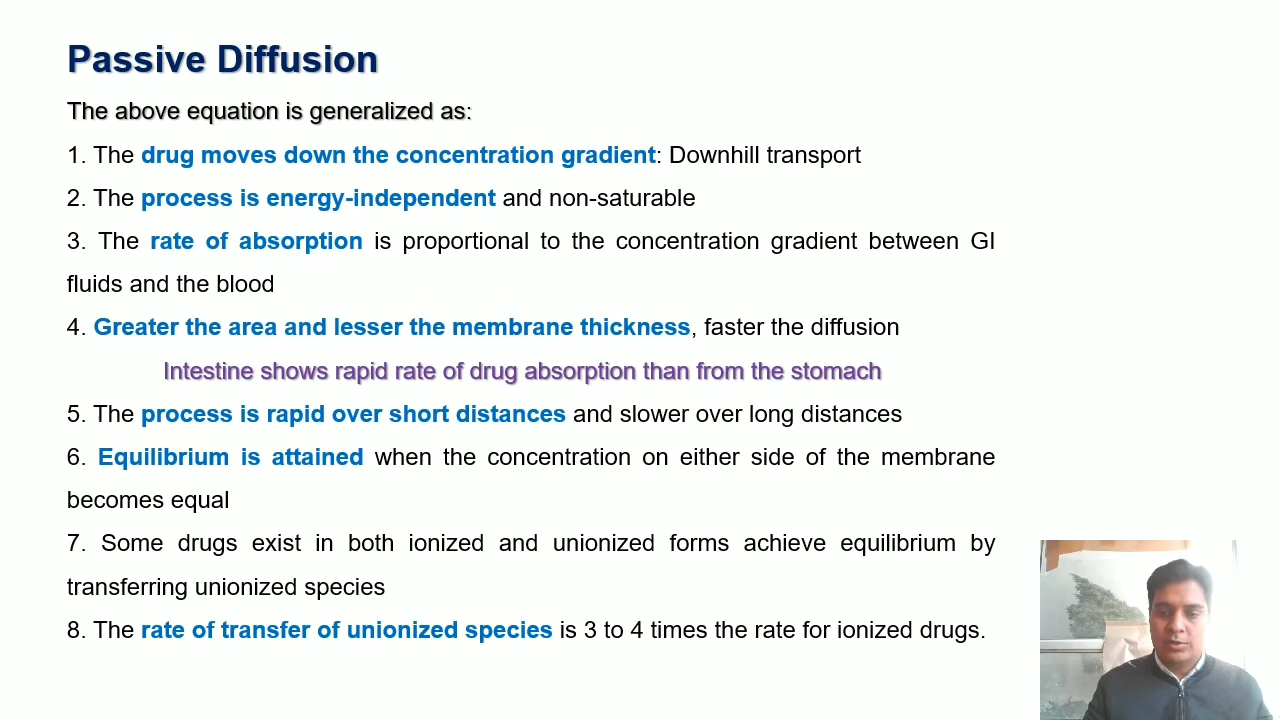 Passive Diffusion
The above equation is generalized as:
1. The drug moves down the concentration gradient: Downhill transport
2. The process is energy-independent and non-saturable
3. The rate of absorption is proportional to the concentration gradient between GI
fluids and the blood
4. Greater the area and lesser the membrane thickness, faster the diffusion
Intestine shows rapid rate of drug absorption than from the stomach
5. The process is rapid over short distances and slower over long distances
6. Equilibrium is attained when the concentration on either side of the membrane
becomes equal
7. Some drugs exist in both ionized and unionized forms achieve equilibrium by
transferring unionized species
8. The rate of transfer of unionized species is 3 to 4 times the rate for ionized drugs.